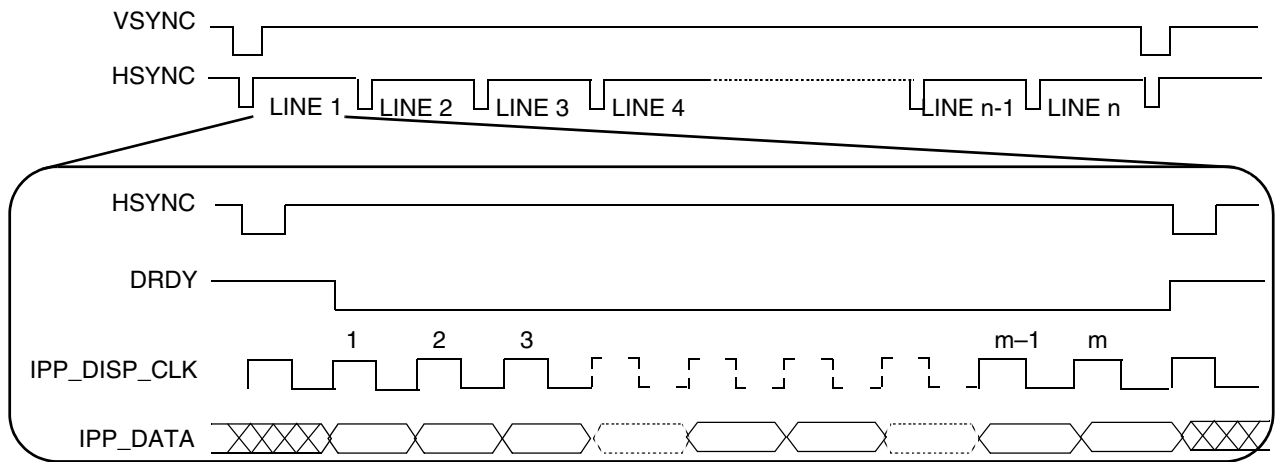 VSYNC
HSYNC
LINE 1 LINE 2 LINE 3 LINE 4 LINE n-1 LINE n
HSYNC
DRDY
1 2 3 m–1 m
IPP_DISP_CLK
IPP_DATA